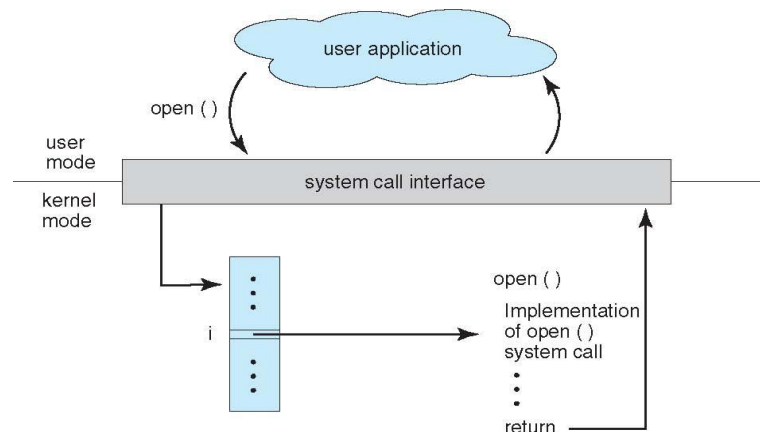 user application
open ( )
user
mode
system call interface
kernel
mode
open ( )
i
Implementation
of open ( )
system call
return